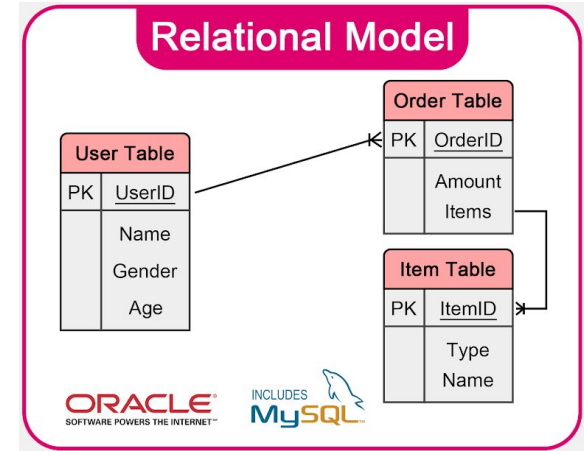 Relational Model
User Table
PK UserID
Name
Gender
Age
Order Table
PK OrderID
Amount
Items
Item Table
PK ItemID
Type
Name
ORACLE
SOFTWARE POWERS THE INTERNET™
INCLUDES
MySQL